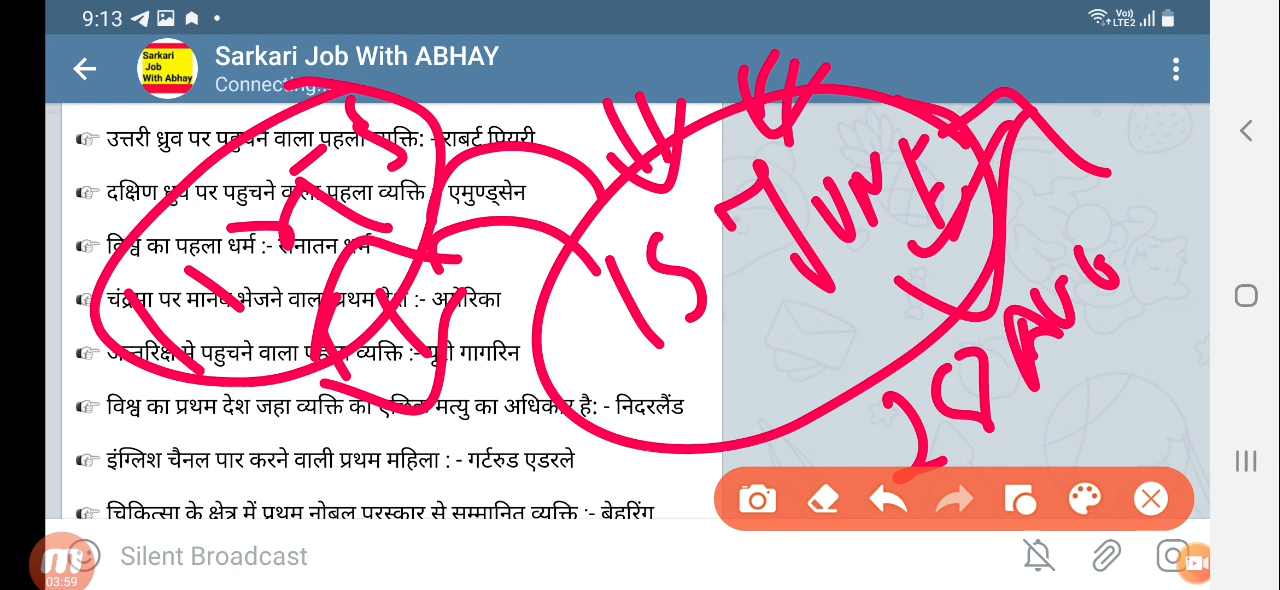 9:13
Vo)) LTE2
Sarkari Job With Abhay
Sarkari Job With ABHAY
Connecting...
उत्तरी ध्रुव पर पहुचने वाला पहला व्यक्ति: - राबर्ट पियरी
दक्षिण ध्रुव पर पहुचने वाला पहला व्यक्ति : एमुण्ड्सेन
विश्व का पहला धर्म :- सनातन धर्म
चंद्रमा पर मानव भेजने वाला प्रथम देश :- अमेरिका
अन्तरिक्ष मे पहुचने वाला पहला व्यक्ति :- यूरी गागरिन
विश्व का प्रथम देश जहा व्यक्ति को एच्छिक मत्यु का अधिकार है: - निदरलैंड
इंग्लिश चैनल पार करने वाली प्रथम महिला : - गर्टरुड एडरले
चिकित्सा के क्षेत्र में प्रथम नोबल पुरस्कार से सम्मानित व्यक्ति :- बेहरिंग
15 JUNE
AUG
Silent Broadcast
03:59